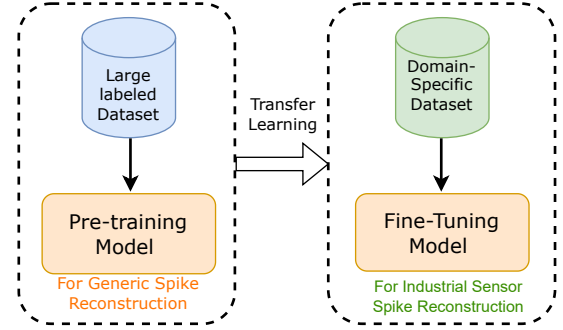 Large
labeled
Dataset
Pre-training
Model
For Generic Spike
Reconstruction
Transfer
Learning
Domain-
Specific
Dataset
Fine-Tuning
Model
For Industrial Sensor
Spike Reconstruction